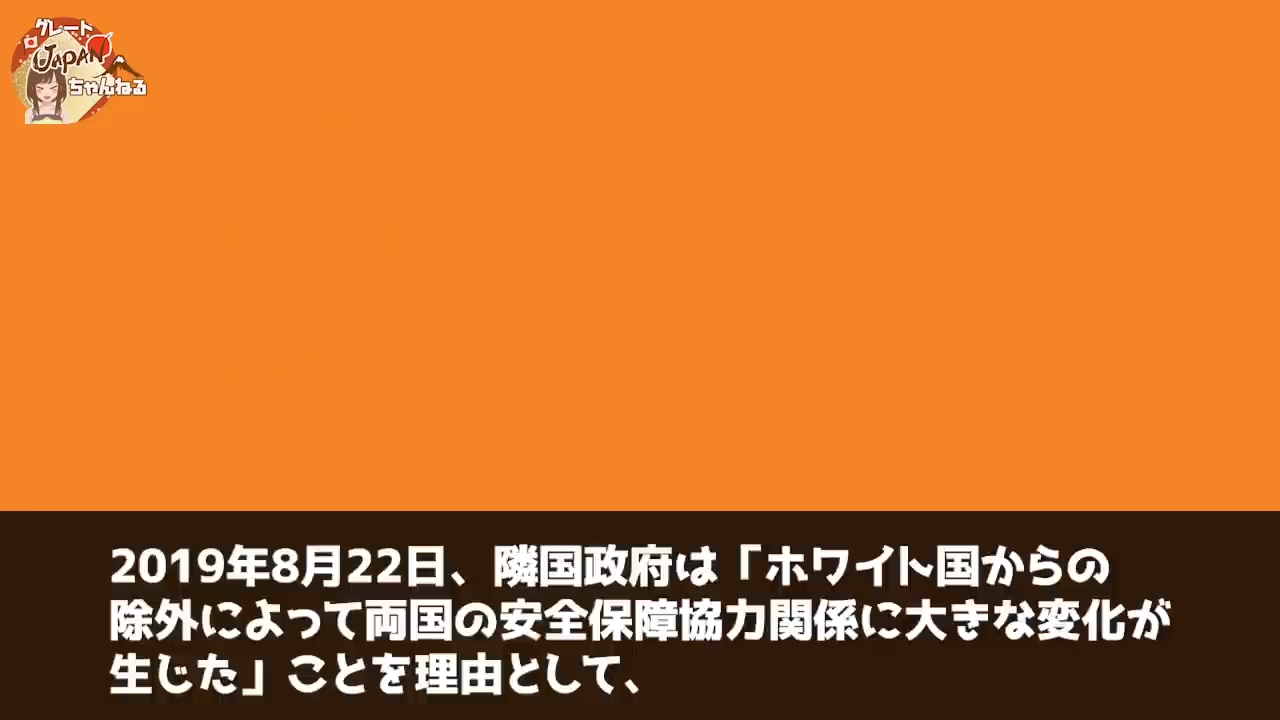 グレート
JAPAN
ちゃんねる
2019年8月22日、隣国政府は「ホワイト国からの
除外によって両国の安全保障協力関係に大きな変化が
生じた」ことを理由として、